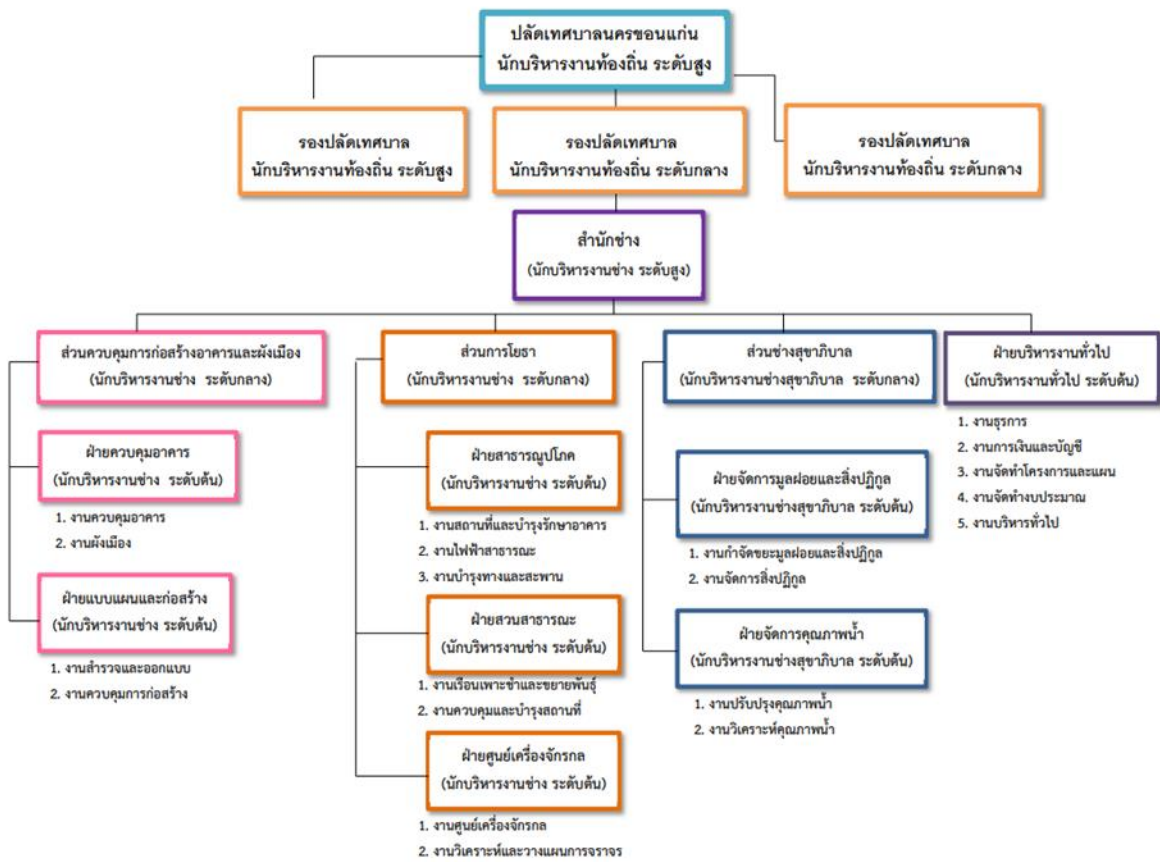 ปลัดเทศบาลนครขอนแก่น
นักบริหารงานท้องถิ่น ระดับสูง
รองปลัดเทศบาล
นักบริหารงานท้องถิ่น ระดับสูง
รองปลัดเทศบาล
นักบริหารงานท้องถิ่น ระดับกลาง
รองปลัดเทศบาล
นักบริหารงานท้องถิ่น ระดับกลาง
สำนักช่าง
(นักบริหารงานช่าง ระดับสูง)
ส่วนควบคุมการก่อสร้างอาคารและผังเมือง
(นักบริหารงานช่าง ระดับกลาง)
ฝ่ายควบคุมอาคาร
(นักบริหารงานช่าง ระดับต้น)
1. งานควบคุมอาคาร
2. งานผังเมือง
ฝ่ายแบบแผนและก่อสร้าง
(นักบริหารงานช่าง ระดับต้น)
1. งานสำรวจและออกแบบ
2. งานควบคุมการก่อสร้าง
ส่วนการโยธา
(นักบริหารงานช่าง ระดับกลาง)
ฝ่ายสาธารณูปโภค
(นักบริหารงานช่าง ระดับต้น)
1. งานสถานที่และบำรุงรักษาอาคาร
2. งานไฟฟ้าสาธารณะ
3. งานบำรุงทางและสะพาน
ฝ่ายสวนสาธารณะ
(นักบริหารงานช่าง ระดับต้น)
1. งานเรือนเพาะชำและขยายพันธุ์
2. งานควบคุมและบำรุงสถานที่
ฝ่ายศูนย์เครื่องจักรกล
(นักบริหารงานช่าง ระดับต้น)
1. งานศูนย์เครื่องจักรกล
2. งานวิเคราะห์และวางแผนการจราจร
ส่วนช่างสุขาภิบาล
(นักบริหารงานช่างสุขาภิบาล ระดับกลาง)
ฝ่ายจัดการมูลฝอยและสิ่งปฏิกูล
(นักบริหารงานช่างสุขาภิบาล ระดับต้น)
1. งานกำจัดขยะมูลฝอยและสิ่งปฏิกูล
2. งานจัดการสิ่งปฏิกูล
ฝ่ายจัดการคุณภาพน้ำ
(นักบริหารงานช่างสุขาภิบาล ระดับต้น)
1. งานปรับปรุงคุณภาพน้ำ
2. งานวิเคราะห์คุณภาพน้ำ
ฝ่ายบริหารงานทั่วไป
(นักบริหารงานทั่วไป ระดับต้น)
1. งานธุรการ
2. งานการเงินและบัญชี
3. งานจัดทำโครงการและแผน
4. งานจัดทำงบประมาณ
5. งานบริหารทั่วไป